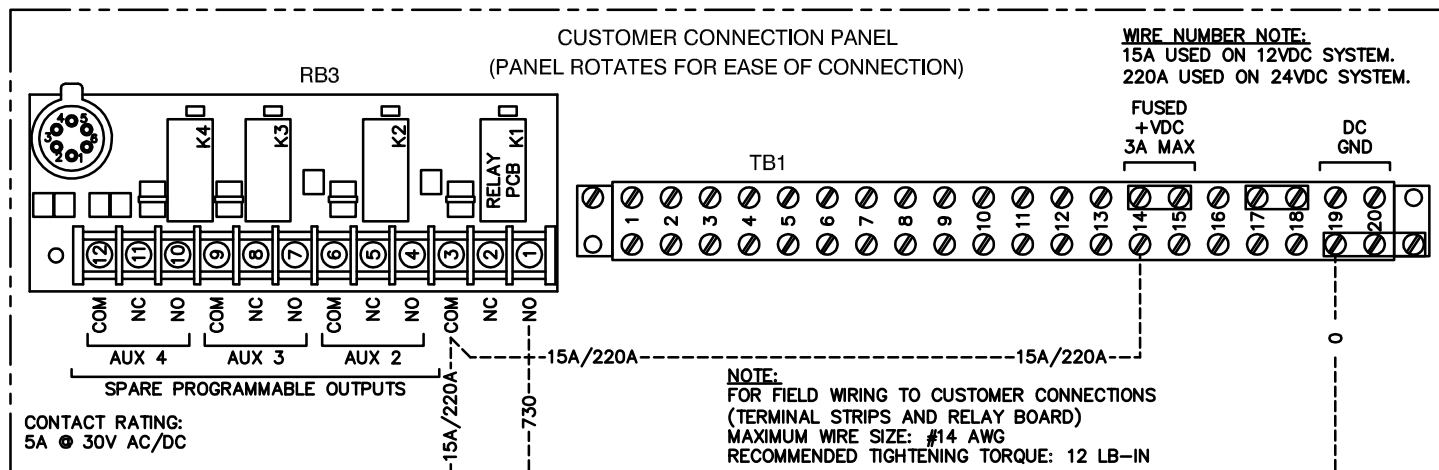 CUSTOMER CONNECTION PANEL
(PANEL ROTATES FOR EASE OF CONNECTION)
WIRE NUMBER NOTE:
15A USED ON 12VDC SYSTEM.
220A USED ON 24VDC SYSTEM.
RB3
FUSED
+VDC
3A MAX
DC
GND
TB1
4 5
3 6
2 1
K4
K3
K2
K1
RELAY
PCB
1 2 3 4 5 6 7 8 9 10 11 12 13 14 15 16 17 18 19 20
12 11 10 9 8 7 6 5 4 3 2 1
COM NC NO COM NC NO COM NC NO COM NC NO
AUX 4 AUX 3 AUX 2
SPARE PROGRAMMABLE OUTPUTS
15A/220A 15A/220A
15A/220A
730
0
CONTACT RATING:
5A @ 30V AC/DC
NOTE:
FOR FIELD WIRING TO CUSTOMER CONNECTIONS
(TERMINAL STRIPS AND RELAY BOARD)
MAXIMUM WIRE SIZE: #14 AWG
RECOMMENDED TIGHTENING TORQUE: 12 LB-IN